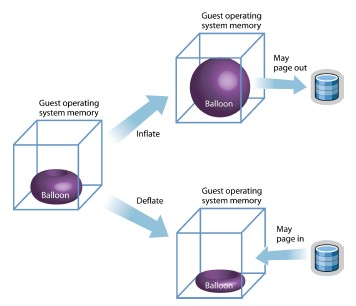 Guest operating
system memory
Balloon
Inflate
Deflate
Guest operating
system memory
Balloon
May
page out
Guest operating
system memory
Balloon
May
page in